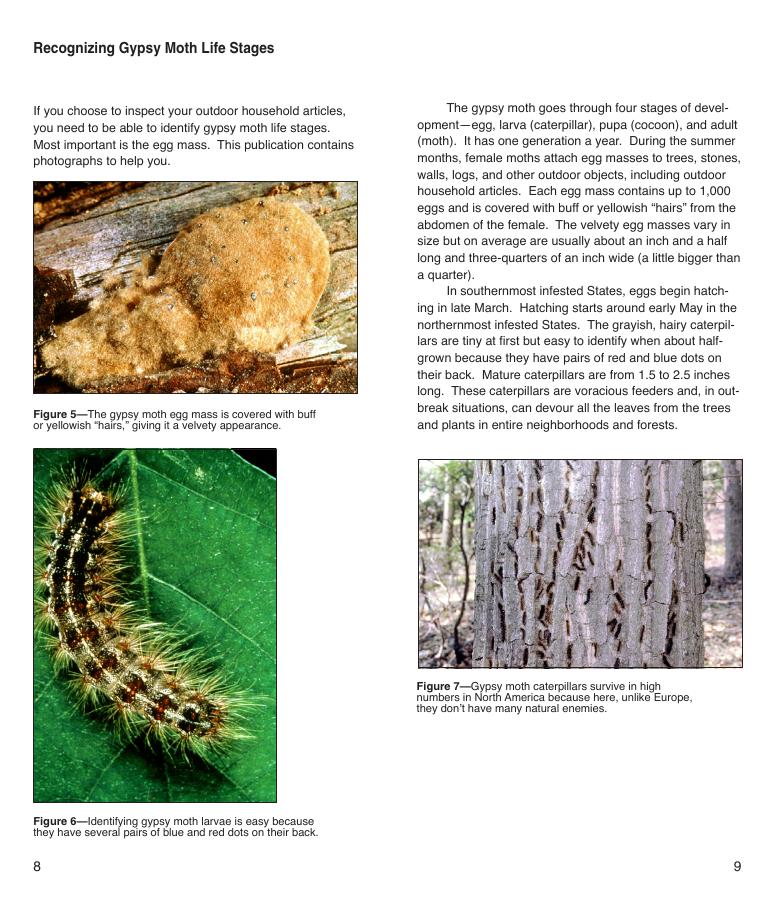 Recognizing Gypsy Moth Life Stages
If you choose to inspect your outdoor household articles,
you need to be able to identify gypsy moth life stages.
Most important is the egg mass.  This publication contains
photographs to help you.
Figure 5—The gypsy moth egg mass is covered with buff
or yellowish “hairs,” giving it a velvety appearance.
Figure 6—Identifying gypsy moth larvae is easy because
they have several pairs of blue and red dots on their back.
8
The gypsy moth goes through four stages of devel-
opment—egg, larva (caterpillar), pupa (cocoon), and adult
(moth).  It has one generation a year.  During the summer
months, female moths attach egg masses to trees, stones,
walls, logs, and other outdoor objects, including outdoor
household articles.  Each egg mass contains up to 1,000
eggs and is covered with buff or yellowish “hairs” from the
abdomen of the female.  The velvety egg masses vary in
size but on average are usually about an inch and a half
long and three-quarters of an inch wide (a little bigger than
a quarter).
In southernmost infested States, eggs begin hatch-
ing in late March.  Hatching starts around early May in the
northernmost infested States.  The grayish, hairy caterpil-
lars are tiny at first but easy to identify when about half-
grown because they have pairs of red and blue dots on
their back.  Mature caterpillars are from 1.5 to 2.5 inches
long.  These caterpillars are voracious feeders and, in out-
break situations, can devour all the leaves from the trees
and plants in entire neighborhoods and forests.
Figure 7—Gypsy moth caterpillars survive in high
numbers in North America because here, unlike Europe,
they don’t have many natural enemies.
9